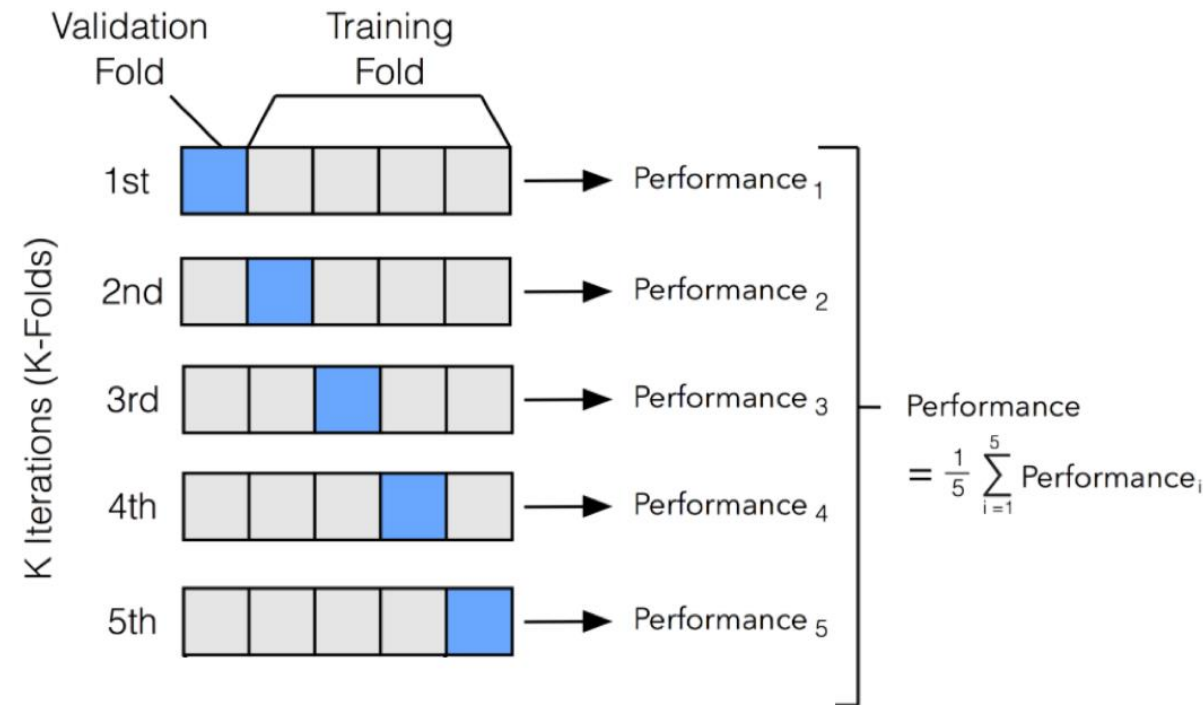 Validation
Fold
Training
Fold
K Iterations (K-Folds)
1st
Performance 1
2nd
Performance 2
3rd
Performance 3
4th
Performance 4
5th
Performance 5
Performance
= 1/5 5 ∑ i=1 Performance i